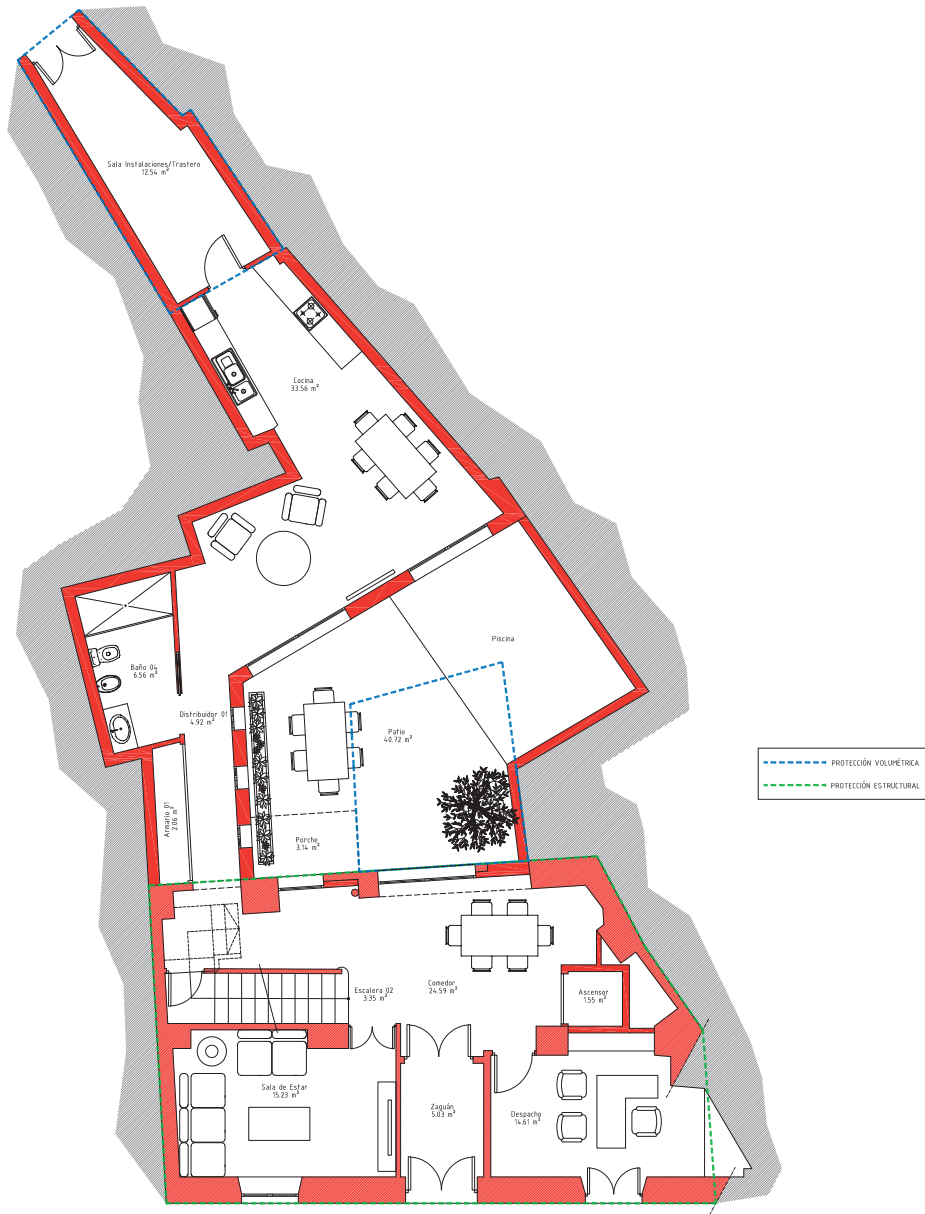 Sala Instalaciones/Trastero
12.54 m²
Cocina
33.56 m²
Piscina
Baño 04
6.56 m²
Distribuidor 01
4.92 m²
Patio
40.72 m²
PROTECCIÓN VOLUMÉTRICA
PROTECCIÓN ESTRUCTURAL
Armario 01
2.06 m²
Porche
3.14 m²
Comedor
24.59 m²
Escalera 02
3.35 m²
Ascensor
1.55 m²
Sala de Estar
15.23 m²
Zaguán
5.03 m²
Despacho
14.61 m²